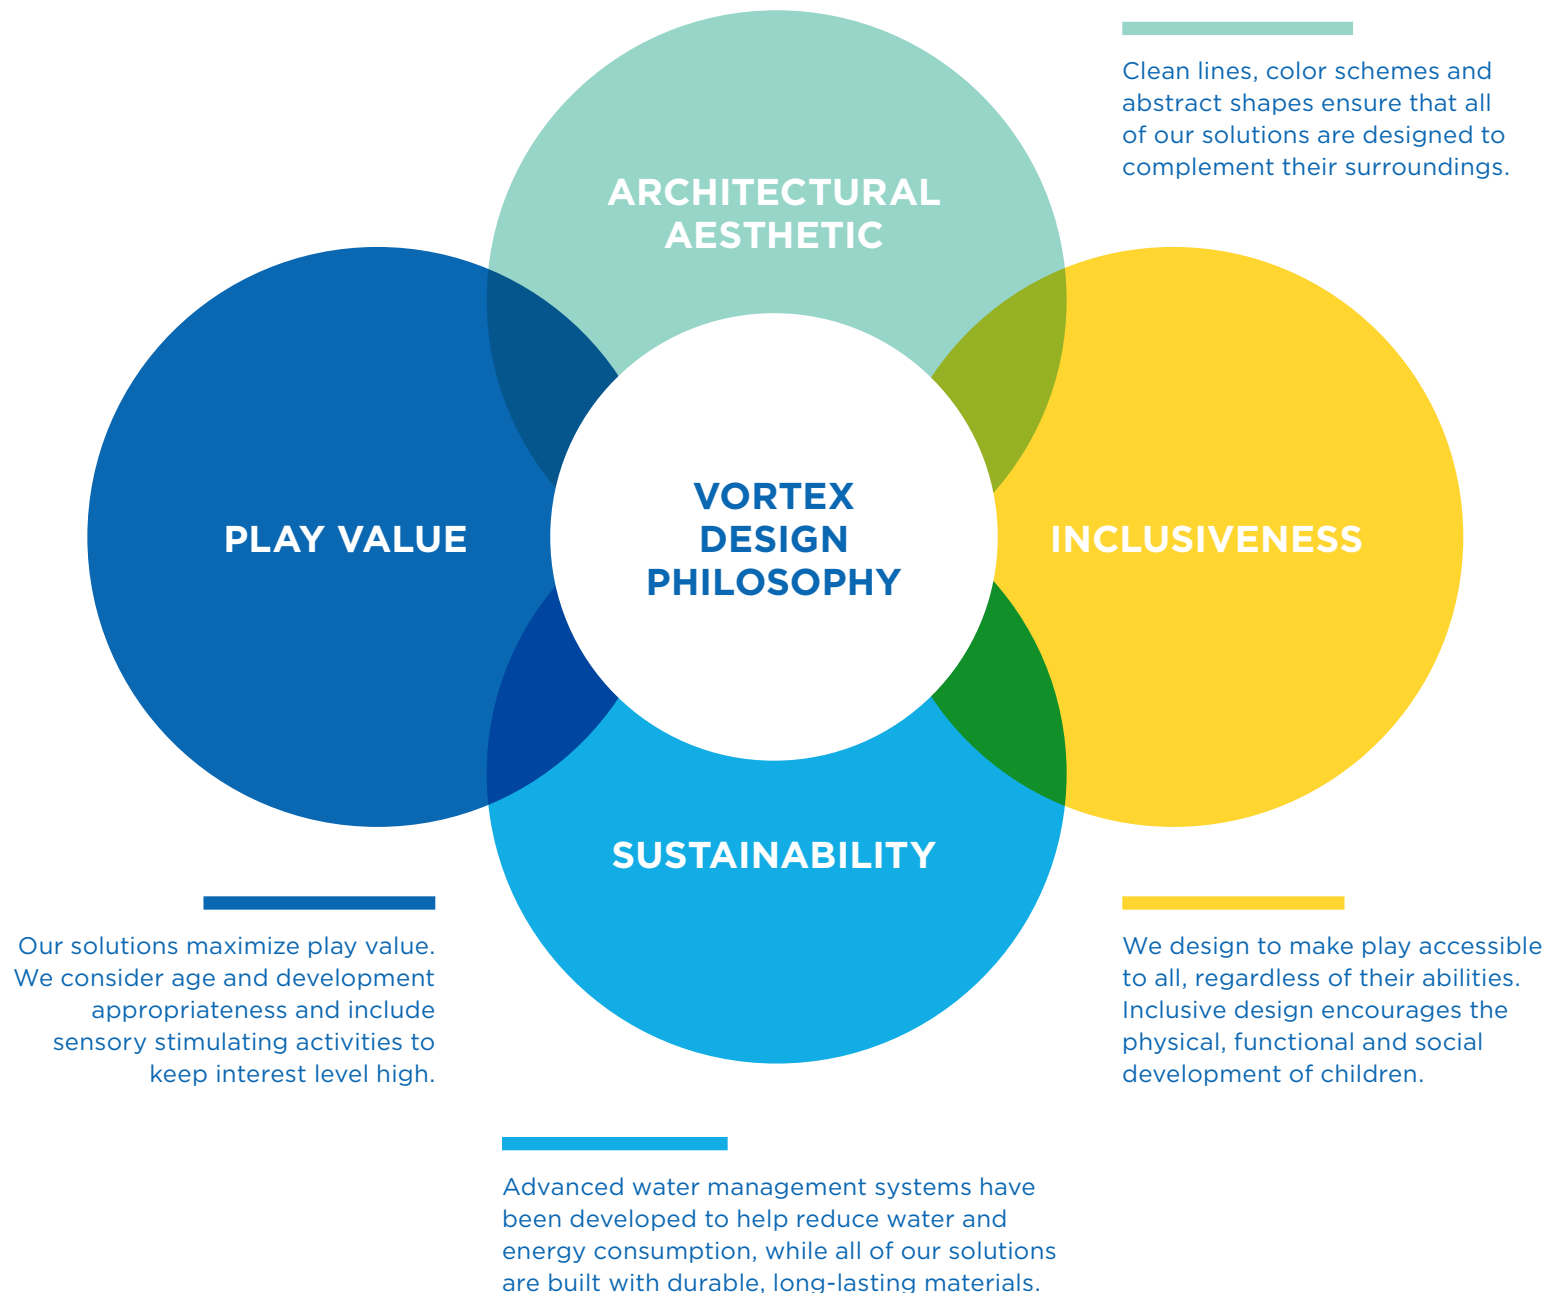 Clean lines, color schemes and
abstract shapes ensure that all
of our solutions are designed to
complement their surroundings.
ARCHITECTURAL
AESTHETIC
PLAY VALUE
VORTEX
DESIGN
PHILOSOPHY
INCLUSIVENESS
SUSTAINABILITY
Our solutions maximize play value.
We consider age and development
appropriateness and include
sensory stimulating activities to
keep interest level high.
We design to make play accessible
to all, regardless of their abilities.
Inclusive design encourages the
physical, functional and social
development of children.
Advanced water management systems have
been developed to help reduce water and
energy consumption, while all of our solutions
are built with durable, long-lasting materials.